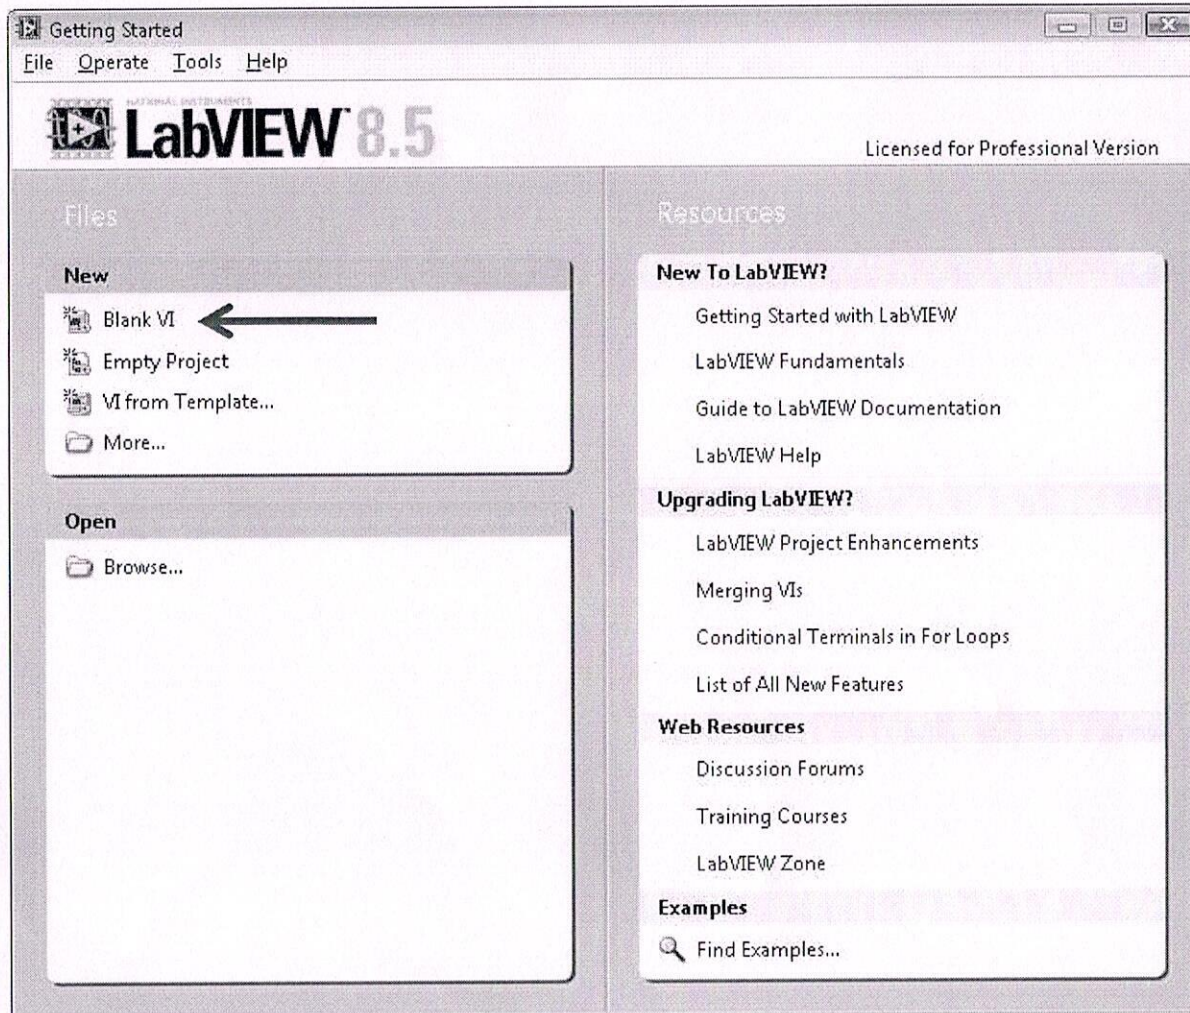 Getting Started
File Operate Tools Help
NATIONAL INSTRUMENTS
LabVIEW™ 8.5
Licensed for Professional Version
Files
New
Blank VI
Empty Project
VI from Template...
More...
Open
Browse...
Resources
New To LabVIEW?
Getting Started with LabVIEW
LabVIEW Fundamentals
Guide to LabVIEW Documentation
LabVIEW Help
Upgrading LabVIEW?
LabVIEW Project Enhancements
Merging VIs
Conditional Terminals in For Loops
List of All New Features
Web Resources
Discussion Forums
Training Courses
LabVIEW Zone
Examples
Find Examples...